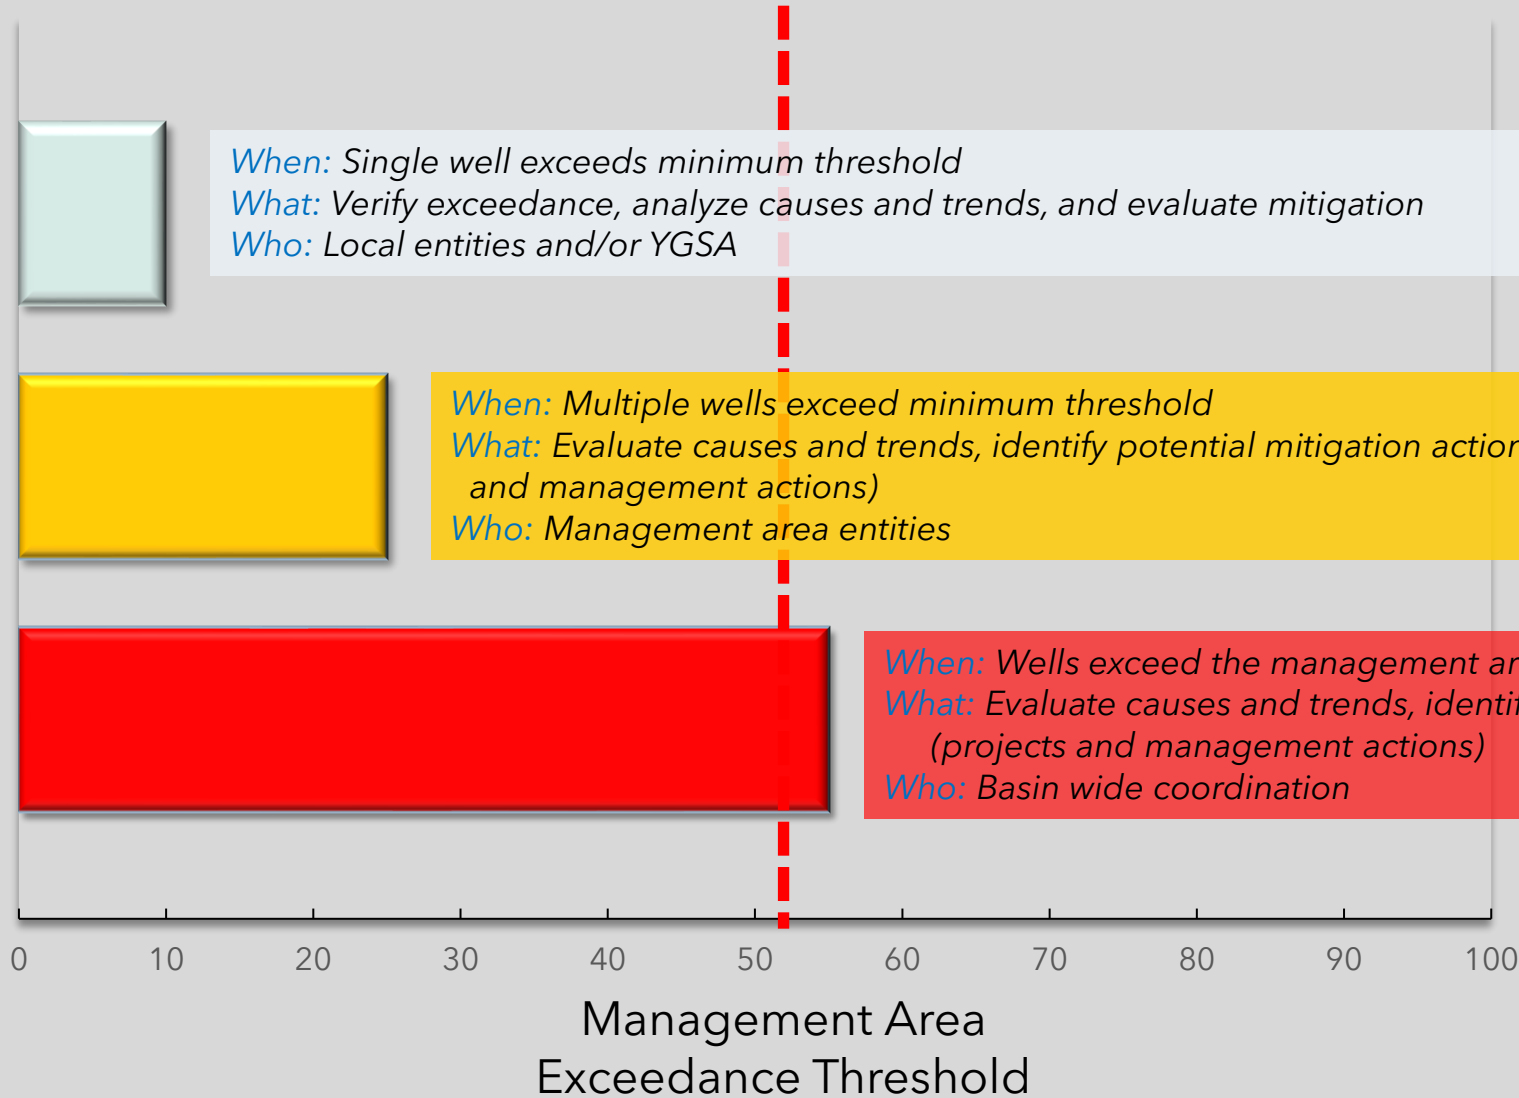 When: Single well exceeds minimum threshold
What: Verify exceedance, analyze causes and trends, and evaluate mitigation
Who: Local entities and/or YGSA
When: Multiple wells exceed minimum threshold
What: Evaluate causes and trends, identify potential mitigation action
and management actions)
Who: Management area entities
When: Wells exceed the management
What: Evaluate causes and trends,
(projects and management actions)
Who: Basin wide coordination
0 10 20 30 40 50 60 70 80 90 100
Management Area
Exceedance Threshold